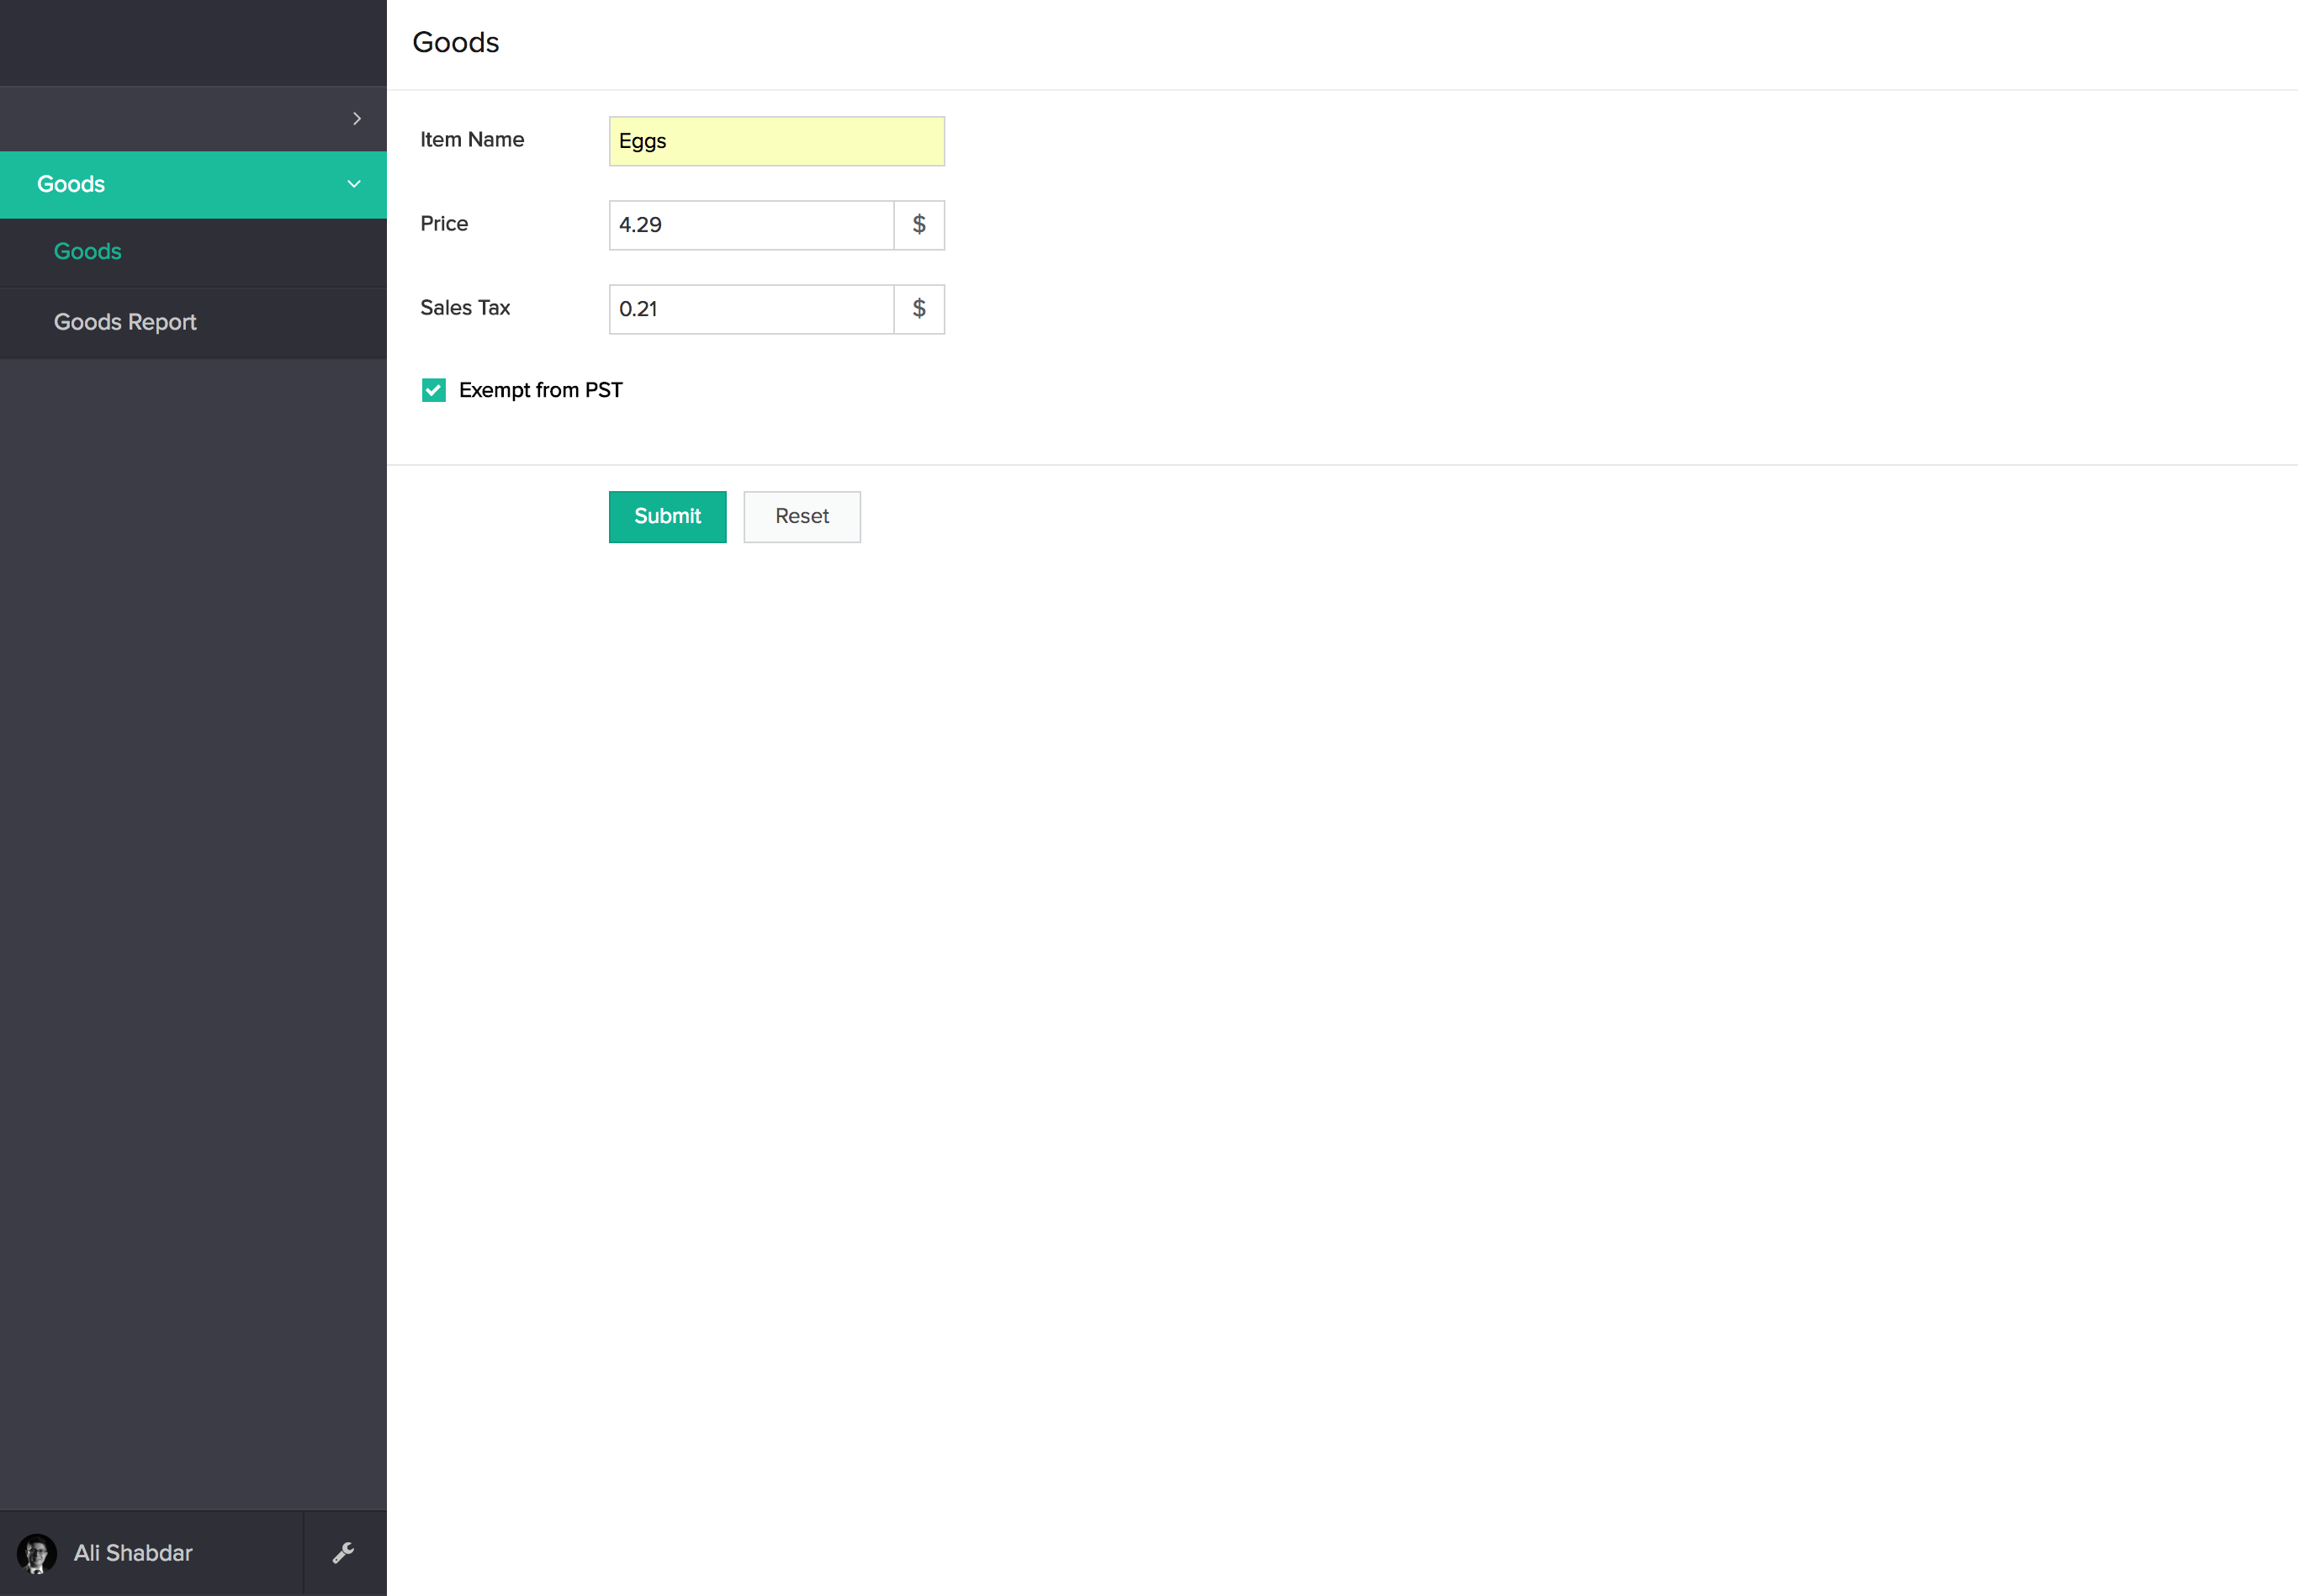 Goods
Goods
Goods
Goods Report
Item Name
Eggs
Price
4.29
$
Sales Tax
0.21
$
Exempt from PST
Submit
Reset
Ali Shabdar